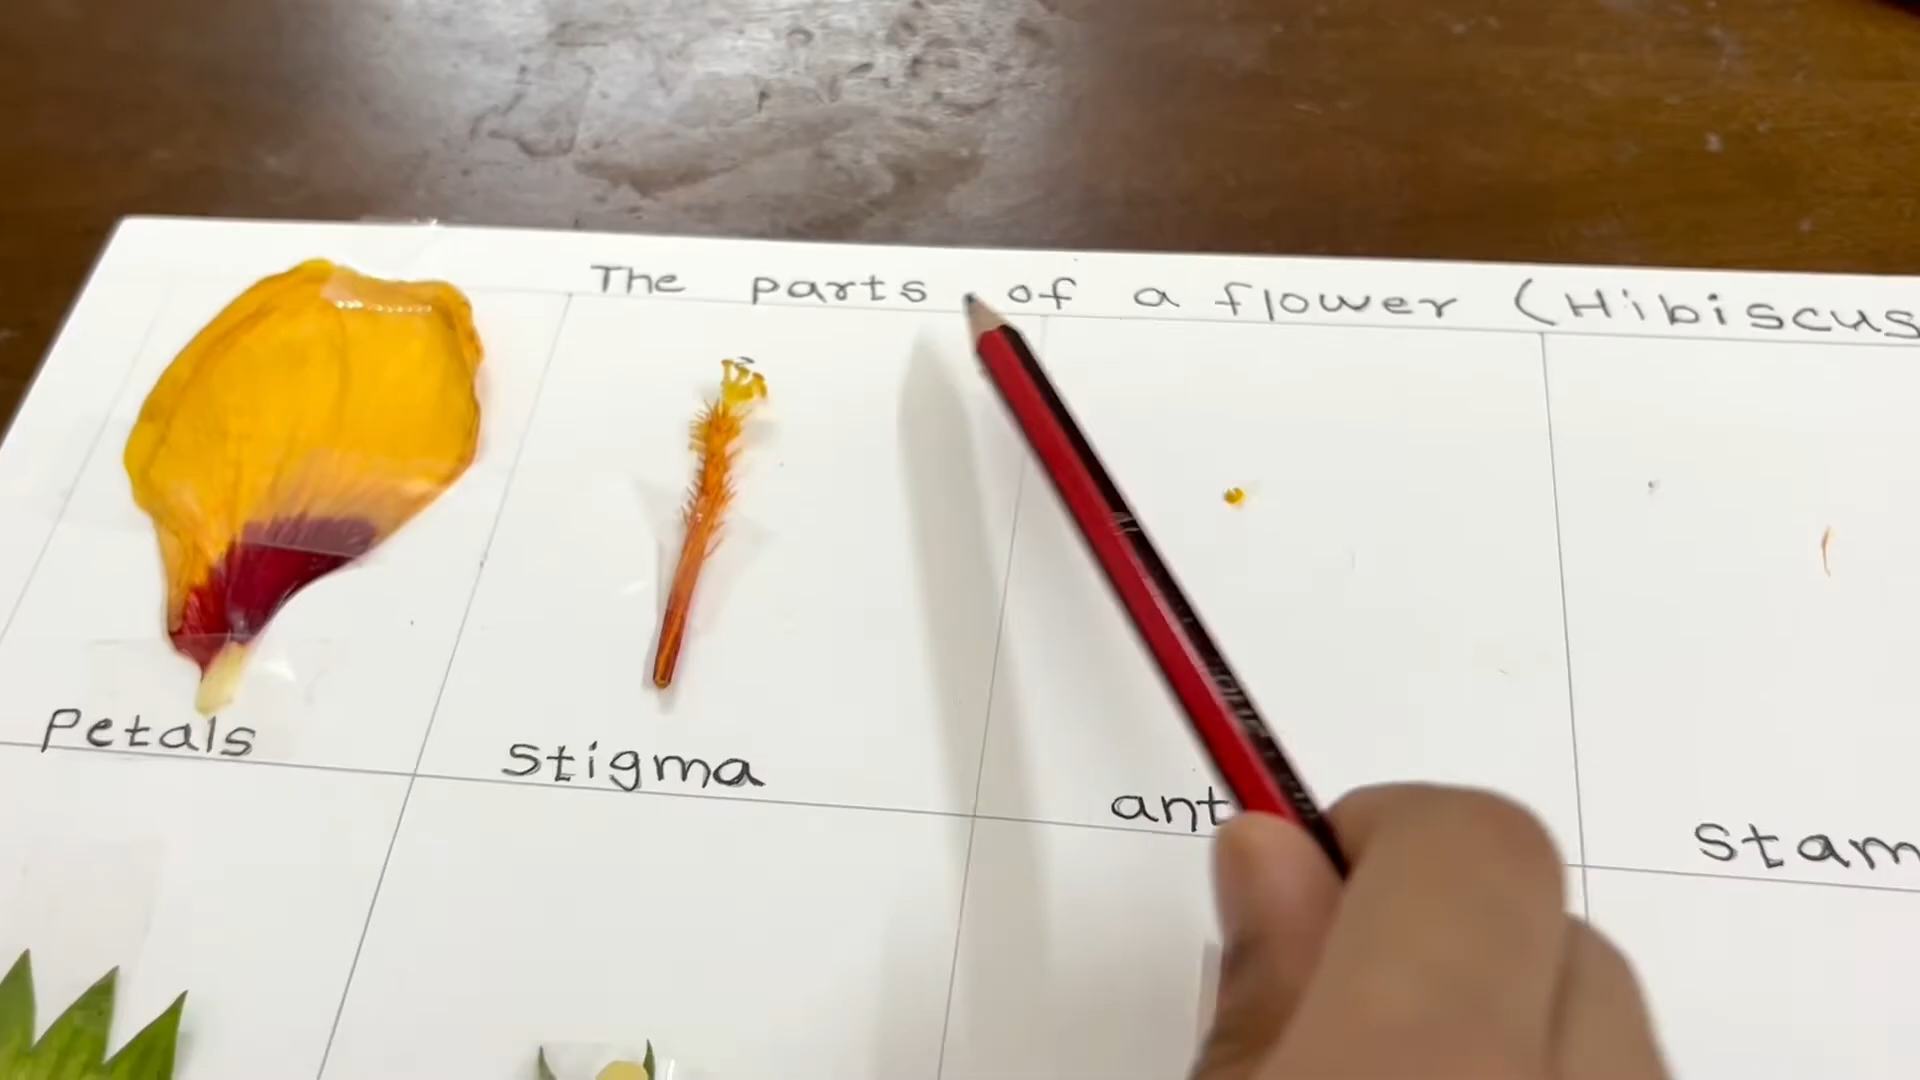 The parts of a flower (Hibiscus
Petals
Stigma
ant
Stam